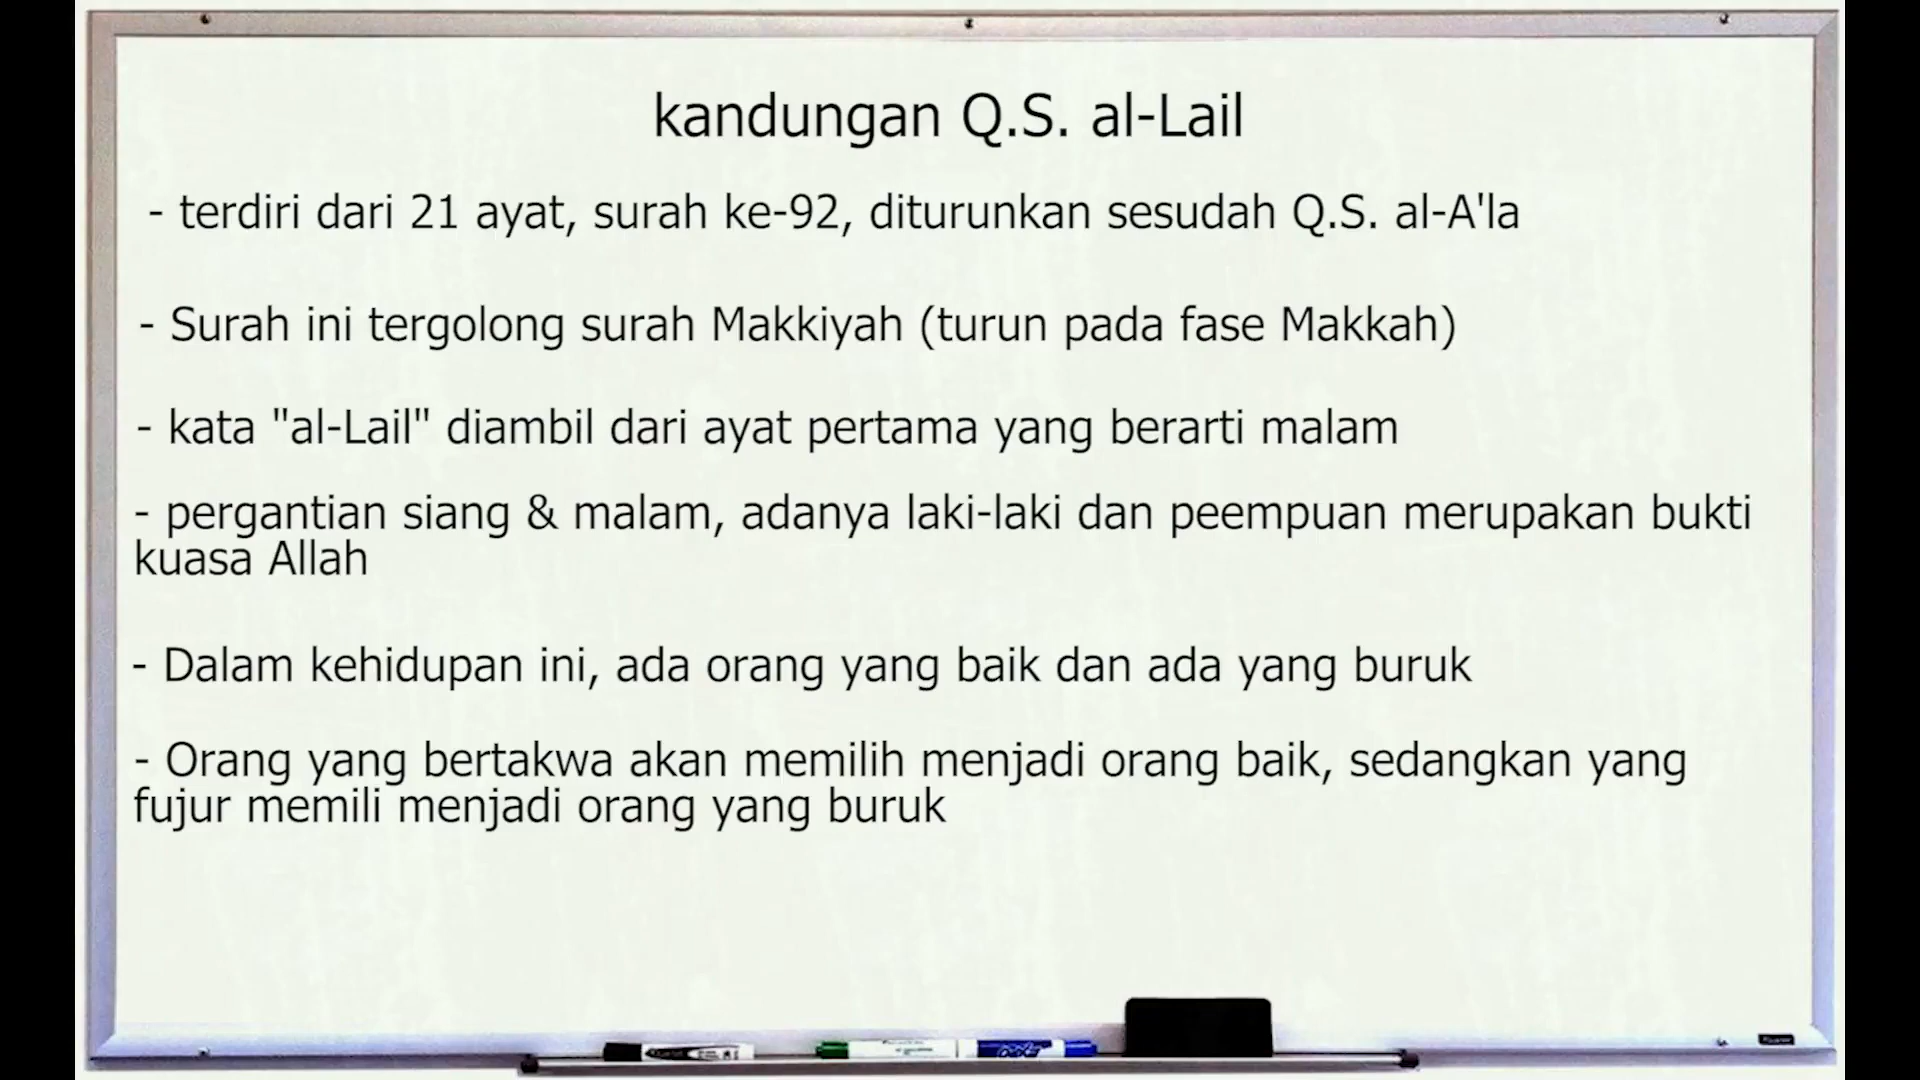 kandungan Q.S. al-Lail
- terdiri dari 21 ayat, surah ke-92, diturunkan sesudah Q.S. al-A'la
- Surah ini tergolong surah Makkiyah (turun pada fase Makkah)
- kata "al-Lail" diambil dari ayat pertama yang berarti malam
- pergantian siang & malam, adanya laki-laki dan peempuan merupakan bukti
kuasa Allah
- Dalam kehidupan ini, ada orang yang baik dan ada yang buruk
- Orang yang bertakwa akan memilih menjadi orang baik, sedangkan yang
fujur memili menjadi orang yang buruk